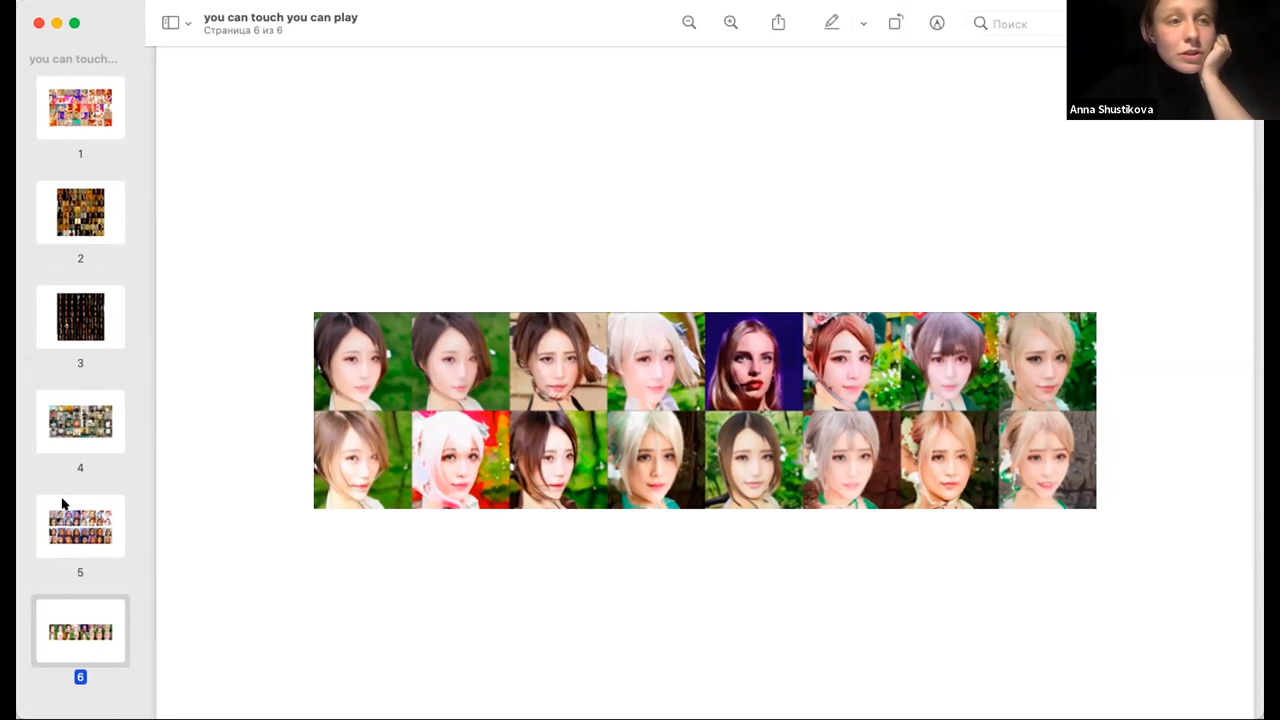 you can touch you can play
Страница 6 из 6
Поиск
Anna Shustikova
you can touch...
1
2
3
4
5
6